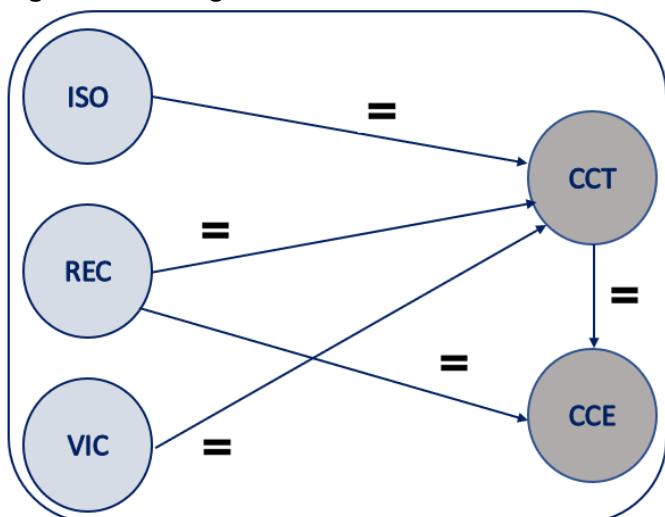 ISO
=
CCT
REC
=
=
=
CCE
VIC
=